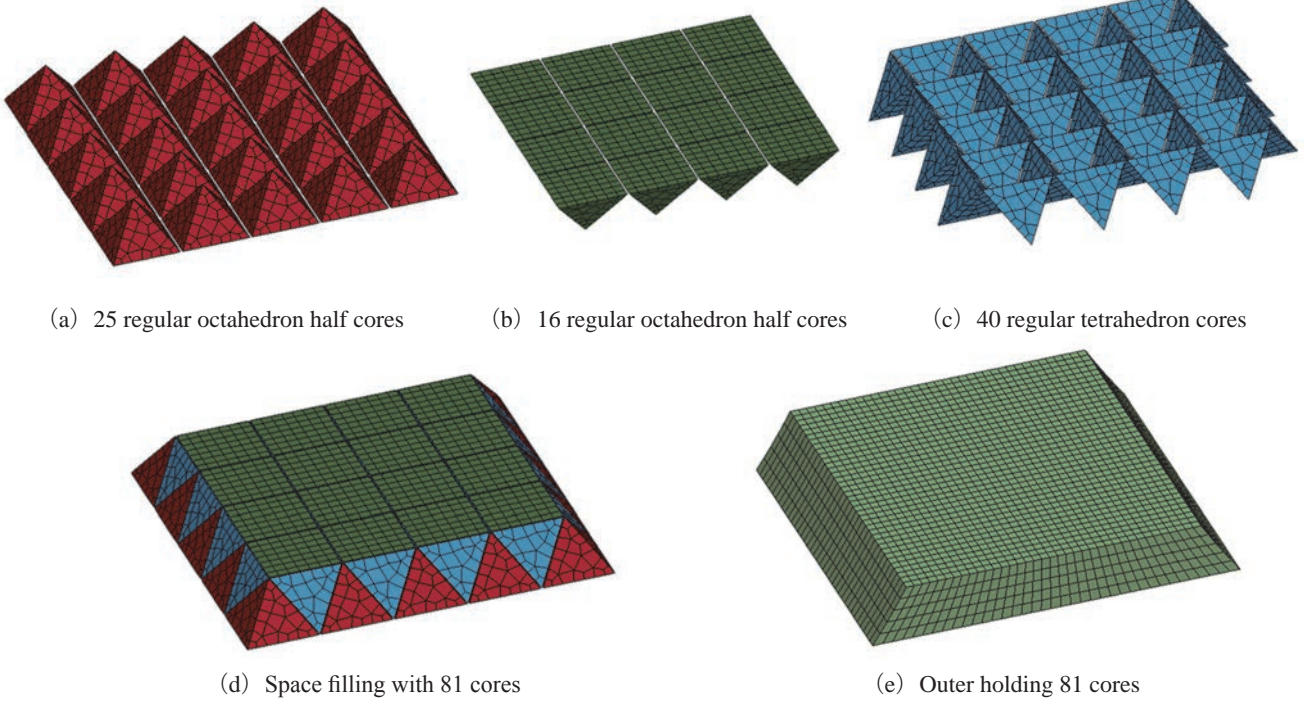 （a）25 regular octahedron half cores
（b）16 regular octahedron half cores
（c）40 regular tetrahedron cores
（d）Space filling with 81 cores
（e）Outer holding 81 cores